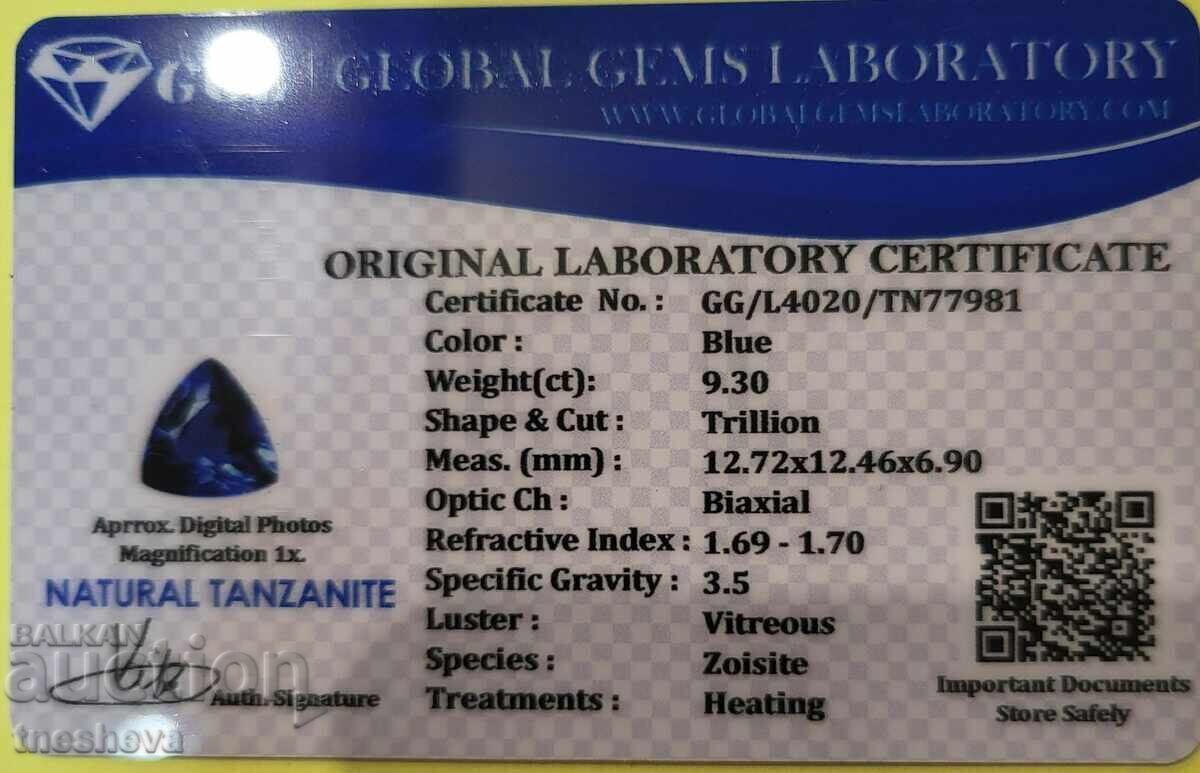 GLOBAL GEMS LABORATORY
WWW.GLOBALGEMSLABORATORY.COM
ORIGINAL LABORATORY CERTIFICATE
Certificate No. : GG/L4020/TN77981
Color : Blue
Weight(ct): 9.30
Shape & Cut : Trillion
Meas. (mm) : 12.72x12.46x6.90
Optic Ch : Biaxial
Refractive Index : 1.69 - 1.70
Specific Gravity : 3.5
Luster : Vitreous
Species : Zoisite
Treatments : Heating
Aprrox. Digital Photos
Magnification 1x.
NATURAL TANZANITE
Auth. Signature
Important Documents
Store Safely
BALKAN
auction
tnesheva